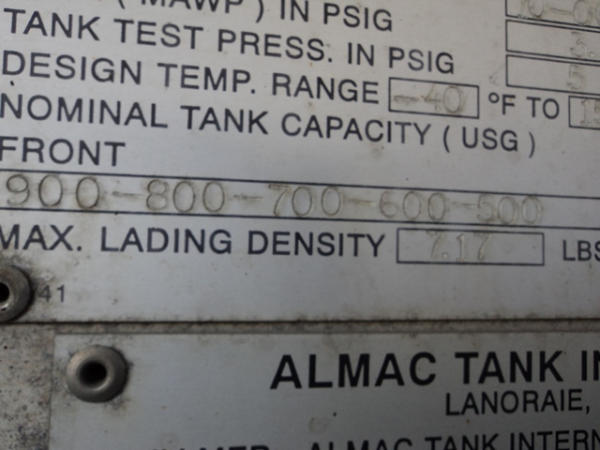 ( MAWP ) IN PSIG
TANK TEST PRESS. IN PSIG
DESIGN TEMP. RANGE -40 °F TO
NOMINAL TANK CAPACITY ( USG )
FRONT
900-800-700-600-500
MAX. LADING DENSITY 7.17 LBS
41
ALMAC TANK
LANORAIE,
ALMAC TANK INTERN